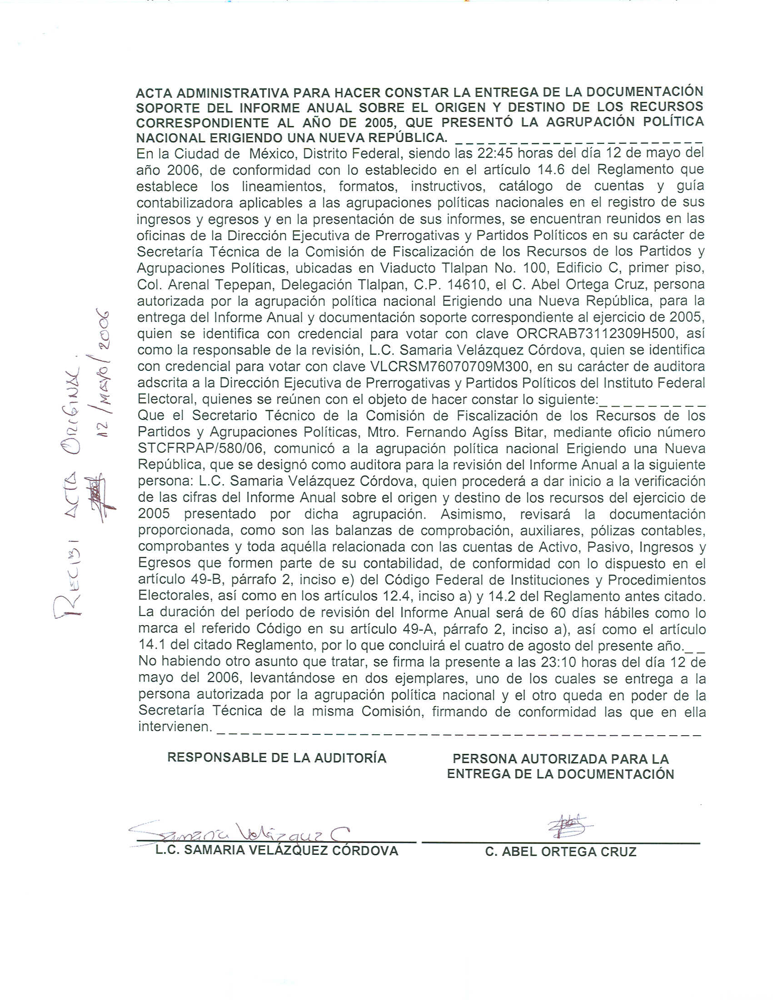 ACTA ADMINISTRATIVA PARA HACER CONSTAR LA ENTREGA DE LA DOCUMENTACIÓN
SOPORTE DEL INFORME ANUAL SOBRE EL ORIGEN Y DESTINO DE LOS RECURSOS
CORRESPONDIENTE AL AÑO DE 2005, QUE PRESENTÓ LA AGRUPACIÓN POLÍTICA
NACIONAL ERIGIENDO UNA NUEVA REPÚBLICA. _ _ _ _ _ _ _ _ _ _ _ _ _ _ _ _ _ _ _ _ _ _
En la Ciudad de México, Distrito Federal, siendo las 22:45 horas del día 12 de mayo del
año 2006, de conformidad con lo establecido en el artículo 14.6 del Reglamento que
establece los lineamientos, formatos, instructivos, catálogo de cuentas y guía
contabilizadora aplicables a las agrupaciones políticas nacionales en el registro de sus
ingresos y egresos y en la presentación de sus informes, se encuentran reunidos en las
oficinas de la Dirección Ejecutiva de Prerrogativas y Partidos Políticos en su carácter de
Secretaría Técnica de la Comisión de Fiscalización de los Recursos de los Partidos y
Agrupaciones Políticas, ubicadas en Viaducto Tlalpan No. 100, Edificio C, primer piso,
Col. Arenal Tepepan, Delegación Tlalpan, C.P. 14610, el C. Abel Ortega Cruz, persona
autorizada por la agrupación política nacional Erigiendo una Nueva República, para la
entrega del Informe Anual y documentación soporte correspondiente al ejercicio de 2005,
quien se identifica con credencial para votar con clave ORCRAB73112309H500, así
como la responsable de la revisión, L.C. Samaria Velázquez Córdova, quien se identifica
con credencial para votar con clave VLCRSM76070709M300, en su carácter de auditora
adscrita a la Dirección Ejecutiva de Prerrogativas y Partidos Políticos del Instituto Federal
Electoral, quienes se reúnen con el objeto de hacer constar lo siguiente:_ _ _ _ _ _ _ _ _
Que el Secretario Técnico de la Comisión de Fiscalización de los Recursos de los
Partidos y Agrupaciones Políticas, Mtro. Fernando Agíss Bitar, mediante oficio número
STCFRPAP/580/06, comunicó a la agrupación política nacional Erigiendo una Nueva
República, que se designó como auditora para la revisión del Informe Anual a la siguiente
persona: L.C. Samaria Velázquez Córdova, quien procederá a dar inicio a la verificación
de las cifras del Informe Anual sobre el origen y destino de los recursos del ejercicio de
2005 presentado por dicha agrupación. Asimismo, revisará la documentación
proporcionada, como son las balanzas de comprobación, auxiliares, pólizas contables,
comprobantes y toda aquélla relacionada con las cuentas de Activo, Pasivo, Ingresos y
Egresos que formen parte de su contabilidad, de conformidad con lo dispuesto en el
artículo 49-B, párrafo 2, inciso e) del Código Federal de Instituciones y Procedimientos
Electorales, así como en los artículos 12.4, inciso a) y 14.2 del Reglamento antes citado.
La duración del período de revisión del Informe Anual será de 60 días hábiles como lo
marca el referido Código en su artículo 49-A, párrafo 2, inciso a), así como el artículo
14.1 del citado Reglamento, por lo que concluirá el cuatro de agosto del presente año._ _
No habiendo otro asunto que tratar, se firma la presente a las 23:10 horas del día 12 de
mayo del 2006, levantándose en dos ejemplares, uno de los cuales se entrega a la
persona autorizada por la agrupación política nacional y el otro queda en poder de la
Secretaría Técnica de la misma Comisión, firmando de conformidad las que en ella
intervienen. _ _ _ _ _ _ _ _ _ _ _ _ _ _ _ _ _ _ _ _ _ _ _ _ _ _ _ _ _ _ _ _ _ _ _ _ _ _ _ _ _
RESPONSABLE DE LA AUDITORÍA
Samaria Velázquez C
L.C. SAMARIA VELÁZQUEZ CÓRDOVA
PERSONA AUTORIZADA PARA LA
ENTREGA DE LA DOCUMENTACIÓN
C. ABEL ORTEGA CRUZ
RECIBI ACTA ORIGINAL.
12/MAYO/2006